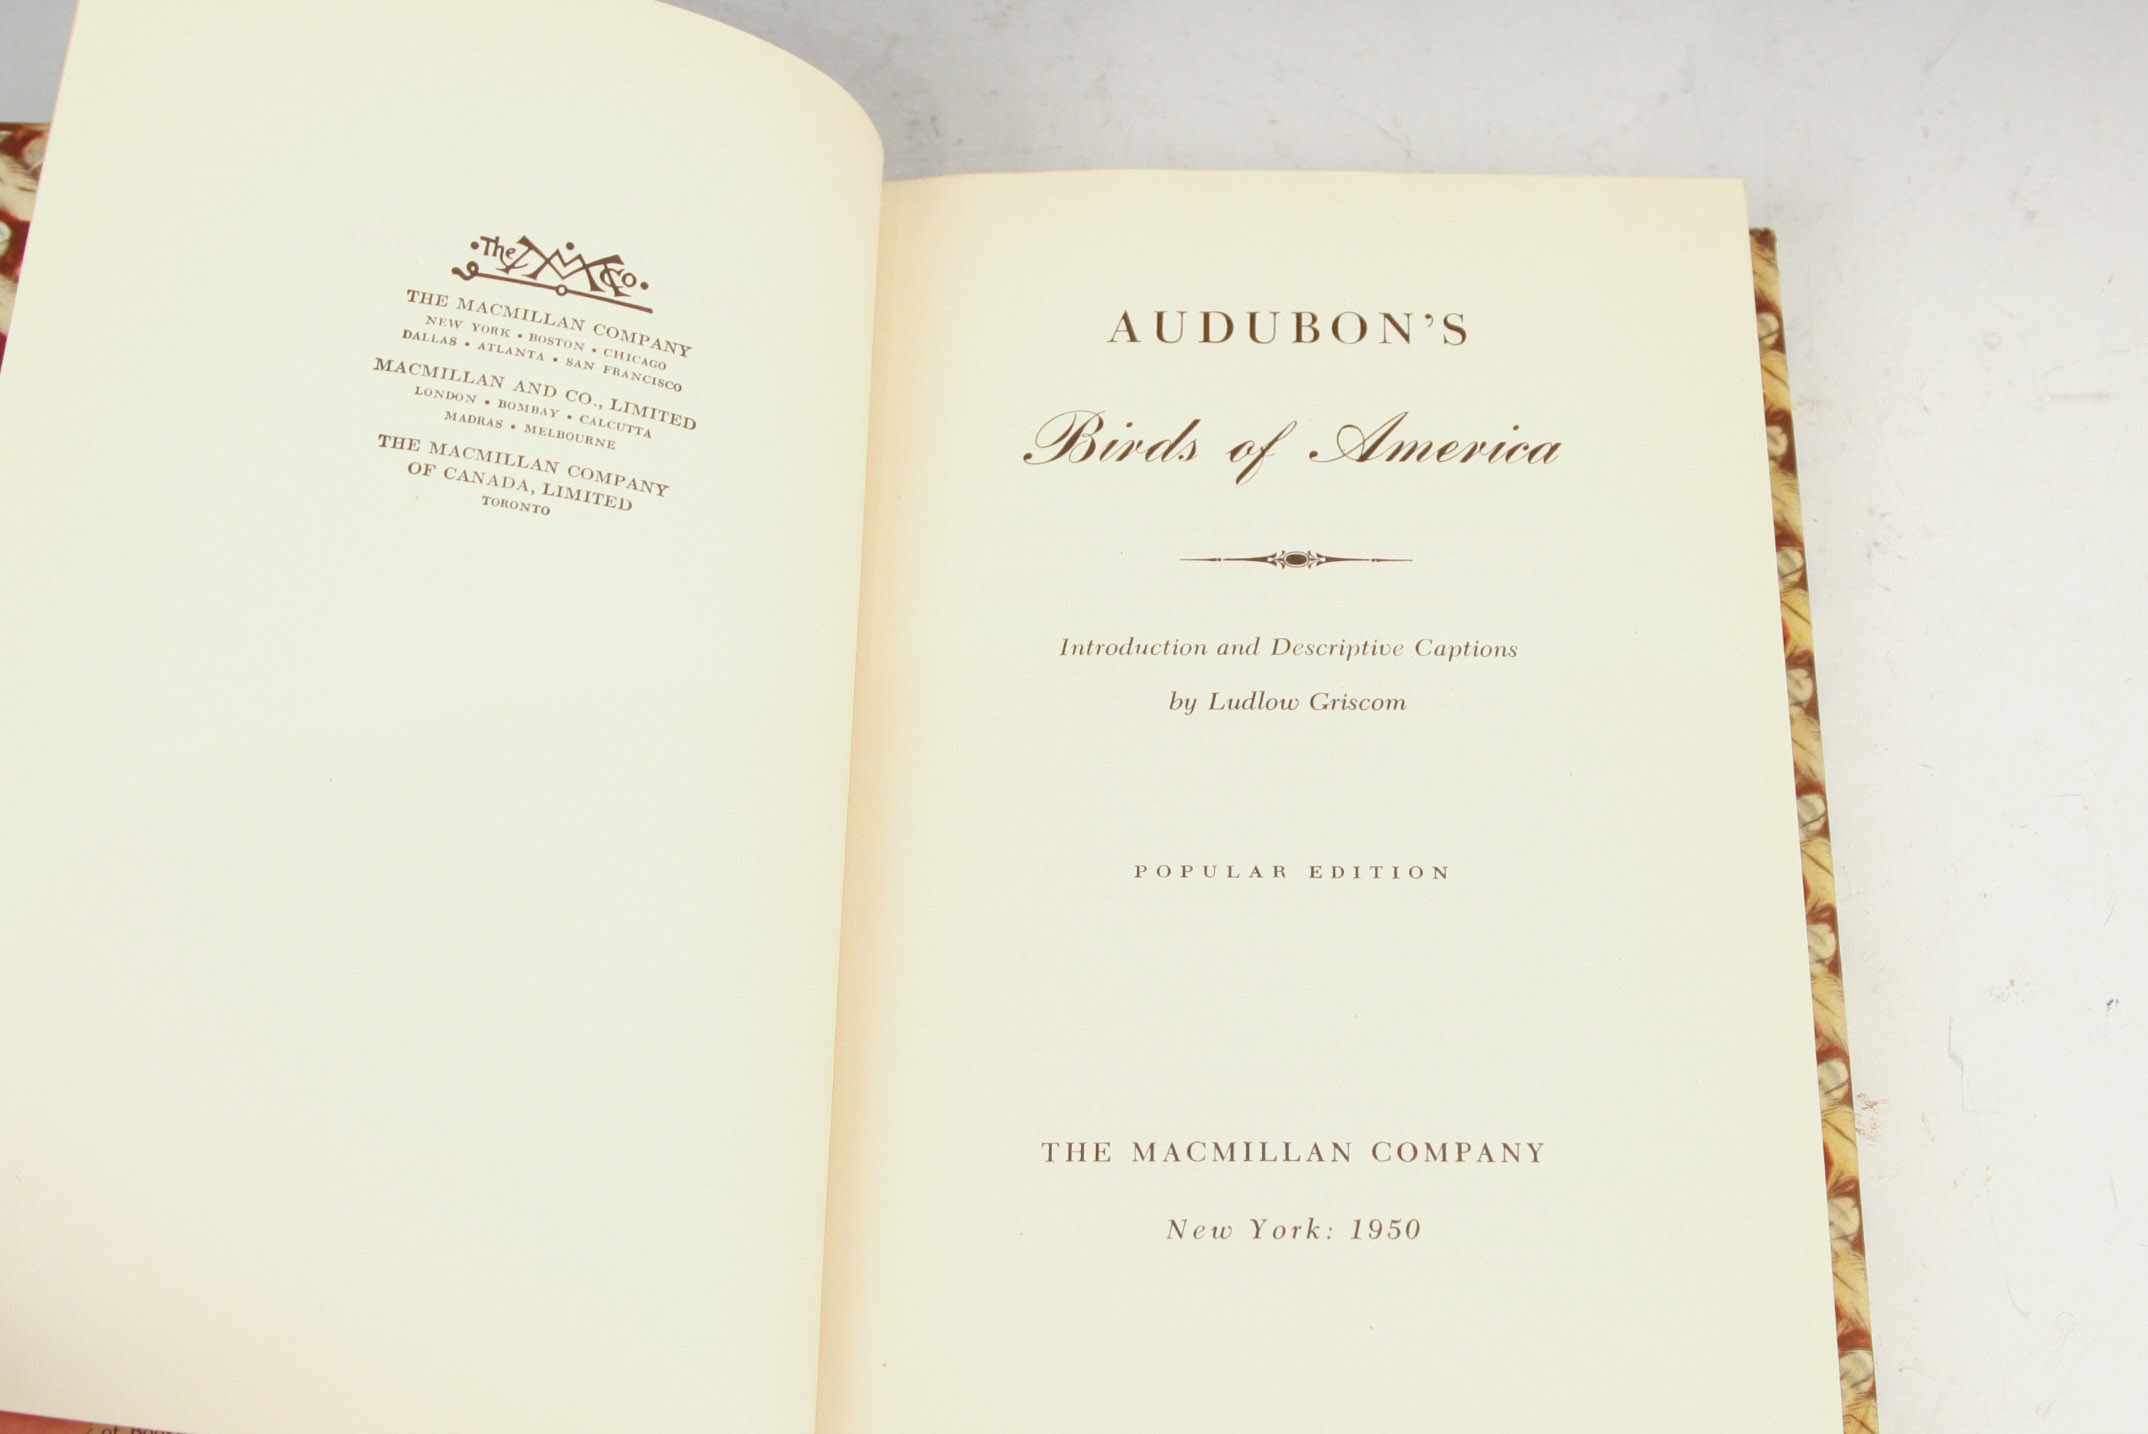 The M Co
THE MACMILLAN COMPANY
NEW YORK • BOSTON • CHICAGO
DALLAS • ATLANTA • SAN FRANCISCO
MACMILLAN AND CO., LIMITED
LONDON • BOMBAY • CALCUTTA
MADRAS • MELBOURNE
THE MACMILLAN COMPANY
OF CANADA, LIMITED
TORONTO
AUDUBON'S
Birds of America
Introduction and Descriptive Captions
by Ludlow Griscom
POPULAR EDITION
THE MACMILLAN COMPANY
New York: 1950